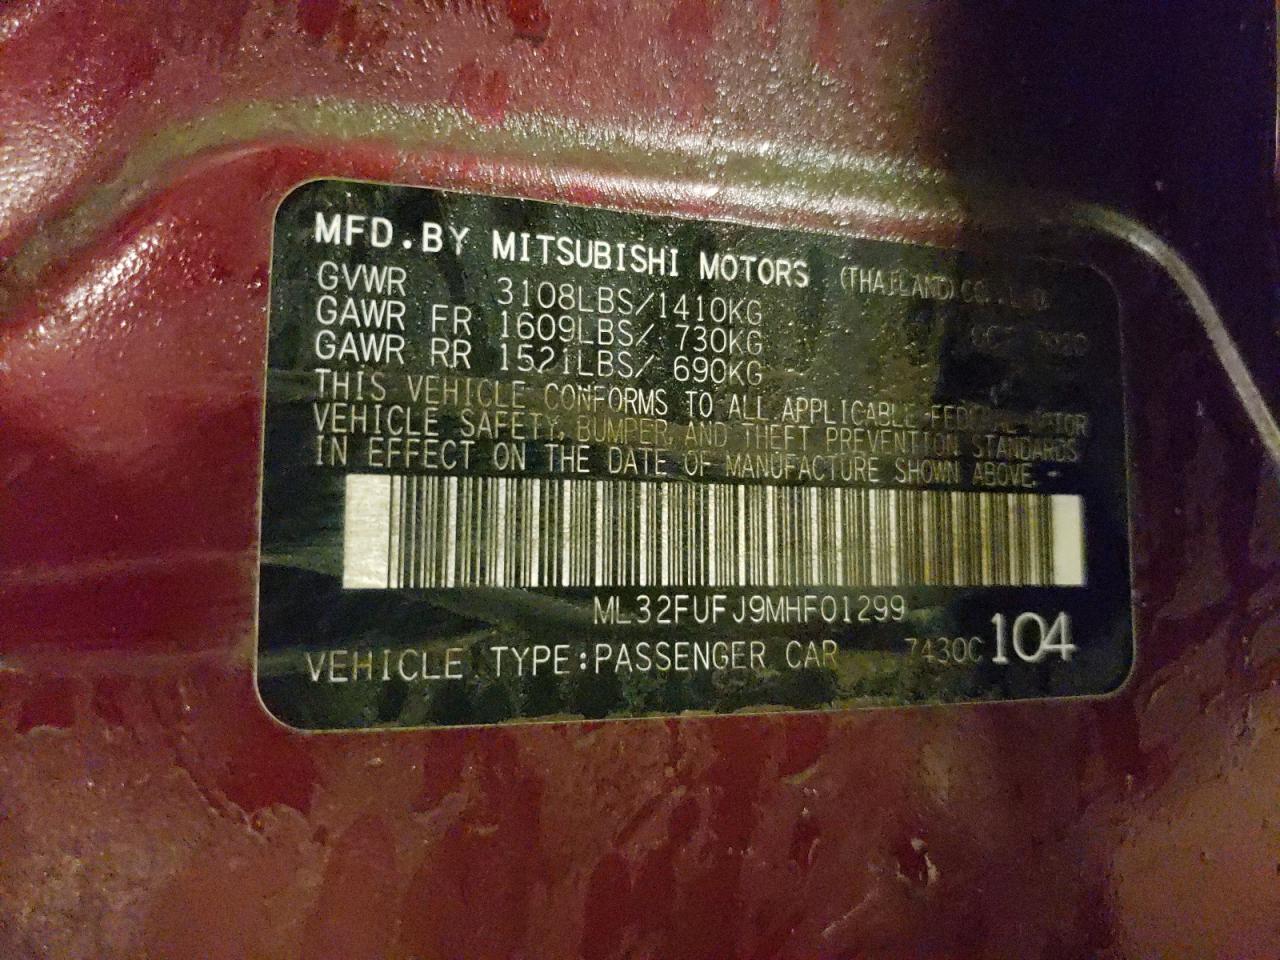 MFD.BY MITSUBISHI MOTORS (THAILAND)CO.,LTD
GVWR 3108LBS/1410KG
GAWR FR 1609LBS/ 730KG
GAWR RR 1521LBS/ 690KG
THIS VEHICLE CONFORMS TO ALL APPLICABLE FEDERAL MOTOR
VEHICLE SAFETY, BUMPER, AND THEFT PREVENTION STANDARDS
IN EFFECT ON THE DATE OF MANUFACTURE SHOWN ABOVE.
ML32FUFJ9MHF01299
VEHICLE TYPE:PASSENGER CAR 7430C 104